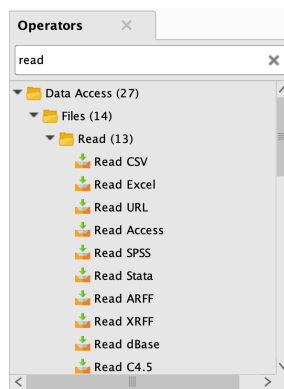 Operators
read
Data Access (27)
Files (14)
Read (13)
Read CSV
Read Excel
Read URL
Read Access
Read SPSS
Read Stata
Read ARFF
Read XRFF
Read dBase
Read C4.5